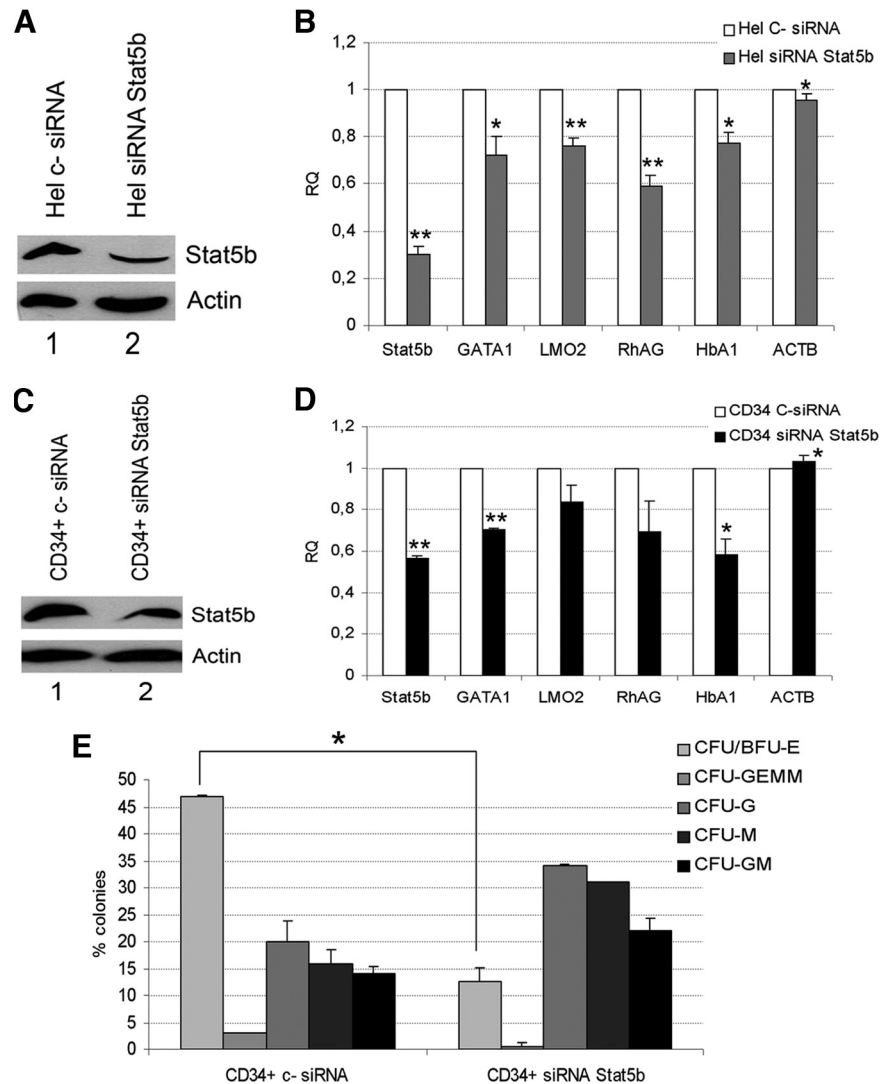 A
Hel c- siRNA
Hel siRNA Stat5b
Stat5b
Actin
1 2
B
Hel C- siRNA
Hel siRNA Stat5b
1,2
1
0,8
0,6
0,4
0,2
0
RQ
** * ** ** * *
Stat5b GATA1 LMO2 RhAG HbA1 ACTB
C
CD34+ c- siRNA
CD34+ siRNA Stat5b
Stat5b
Actin
1 2
D
CD34 C-siRNA
CD34 siRNA Stat5b
1,2
1
0,8
0,6
0,4
0,2
0
RQ
** ** * *
Stat5b GATA1 LMO2 RhAG HbA1 ACTB
E
*
CFU/BFU-E
CFU-GEMM
CFU-G
CFU-M
CFU-GM
50
45
40
35
30
25
20
15
10
5
0
% colonies
CD34+ c- siRNA CD34+ siRNA Stat5b